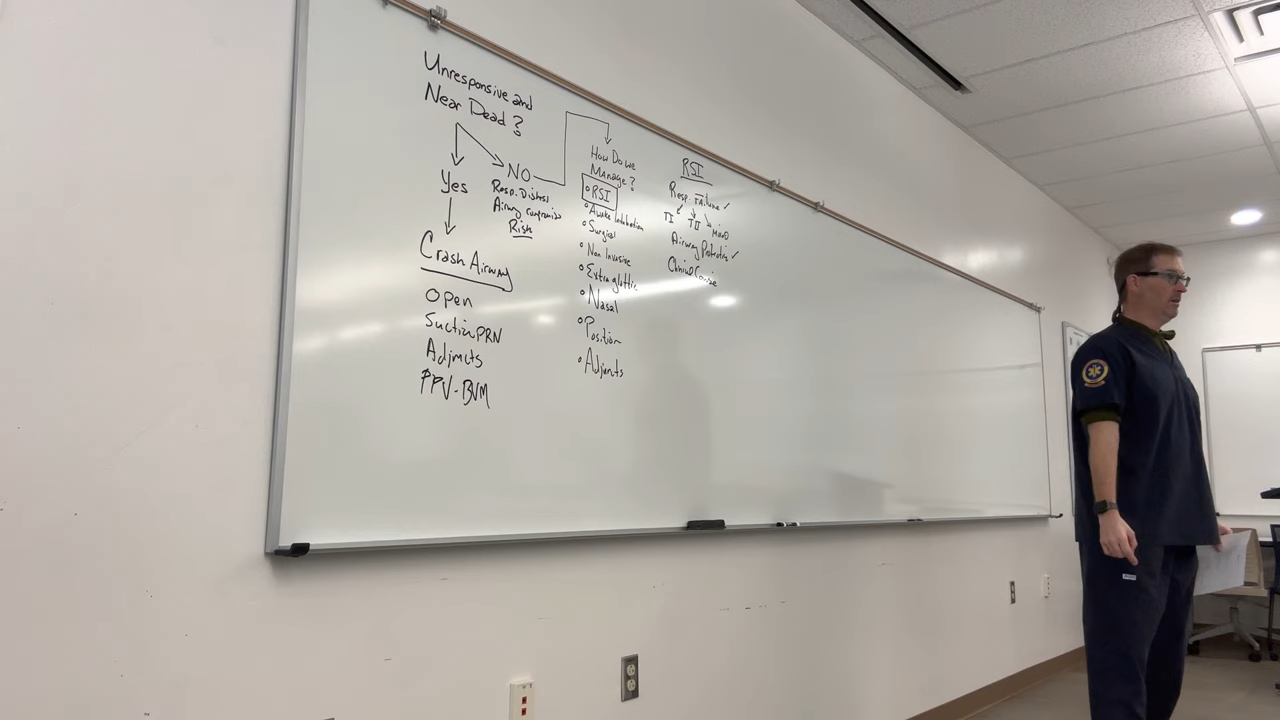 Unresponsive and
Near Dead?
Yes
Crash Airway
Open
Suction PRN
Adjuncts
PPV-BVM
NO
Resp. Distress
Airway compromise
Risk
How Do we
Manage?
RSI
Awake Intubation
Surgical
Non Invasive
Extraglottic
Nasal
Position
Adjuncts
RSI
Resp. Failure ✓
TI TII
Airway Protection ✓
Clinical Course